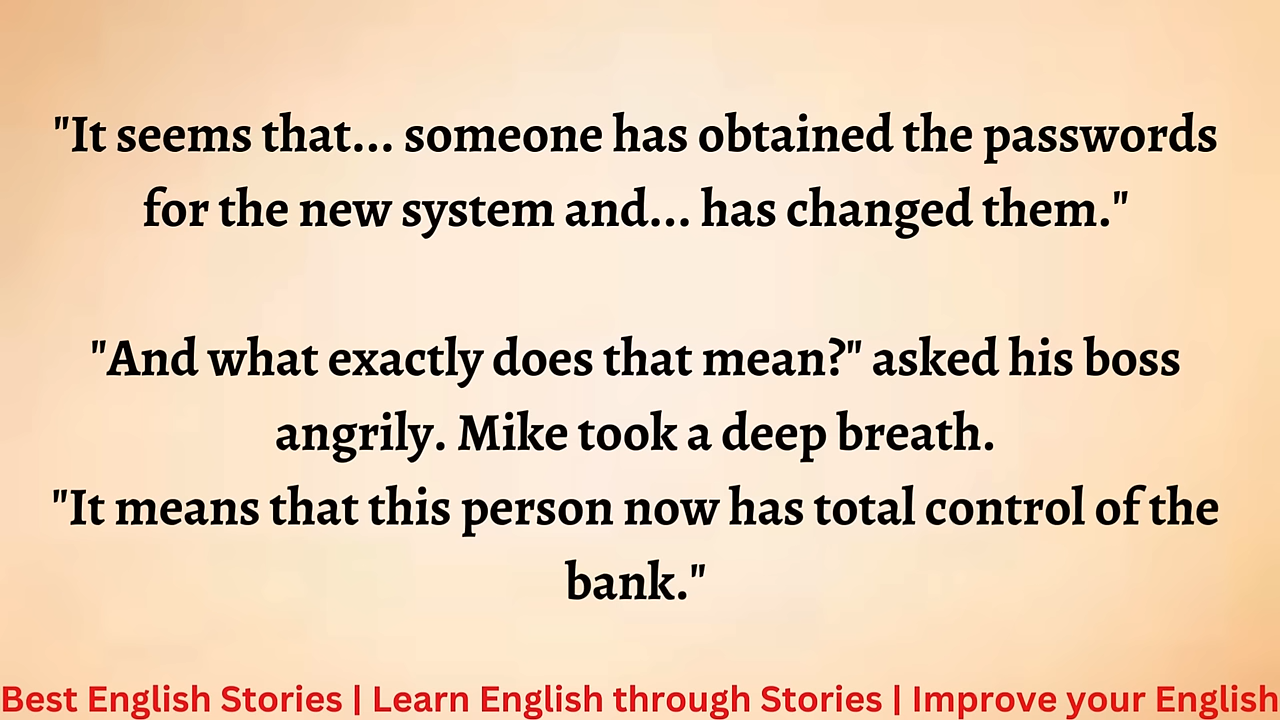 "It seems that... someone has obtained the passwords
for the new system and... has changed them."
"And what exactly does that mean?" asked his boss
angrily. Mike took a deep breath.
"It means that this person now has total control of the
bank."
Best English Stories | Learn English through Stories | Improve your English